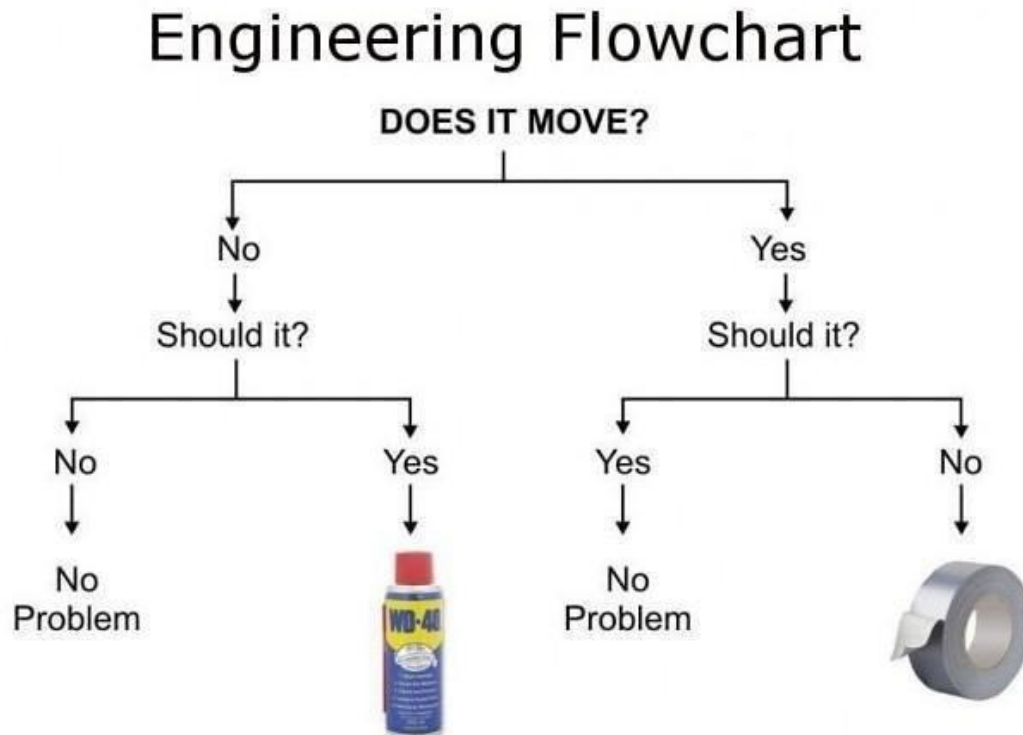 Engineering Flowchart
DOES IT MOVE?
No
Yes
Should it?
Should it?
No
Yes
Yes
No
No
Problem
WD-40
No
Problem